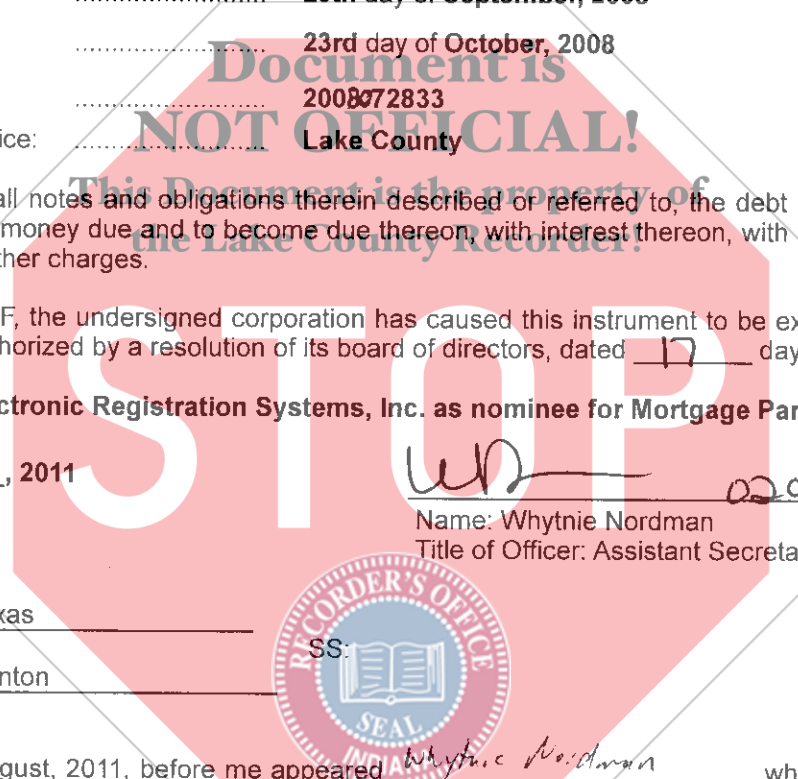 23rd day of October, 2008
Document is
2008072833
NOT OFFICIAL!
ice: Lake County
This Document is the property of
all notes and obligations therein described or referred to, the debt
money due and to become due thereon, with interest thereon, with
the Lake County Recorder!
ther charges.
F, the undersigned corporation has caused this instrument to be ex
horized by a resolution of its board of directors, dated 17 day
STOP
ctronic Registration Systems, Inc. as nominee for Mortgage Par
, 2011
Name: Whytnie Nordman
Title of Officer: Assistant Secreta
xas
SS:
nton
RECORDER'S OFFICE
SEAL
INDIANA
gust, 2011, before me appeared Whytnie Nordman wh